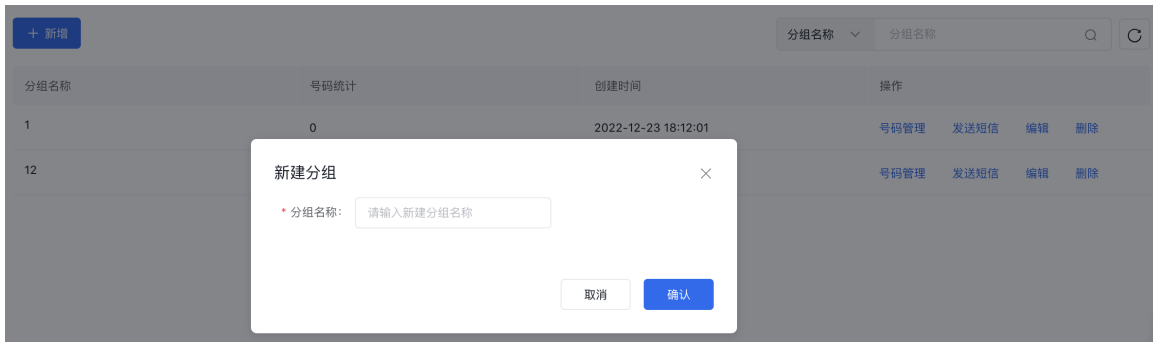 + 新增 分组名称 分组名称
分组名称 号码统计 创建时间 操作
1 0 2022-12-23 18:12:01 号码管理 发送短信 编辑 删除
12 号码管理 发送短信 编辑 删除
新建分组
* 分组名称: 请输入新建分组名称
取消 确认